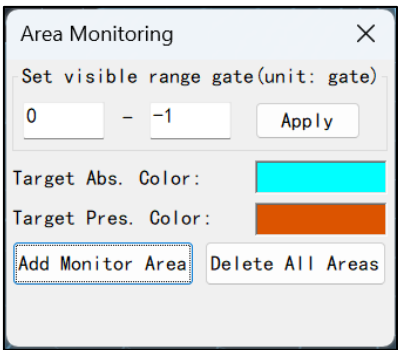 Area Monitoring
Set visible range gate(unit: gate)
0 - -1 Apply
Target Abs. Color:
Target Pres. Color:
Add Monitor Area Delete All Areas